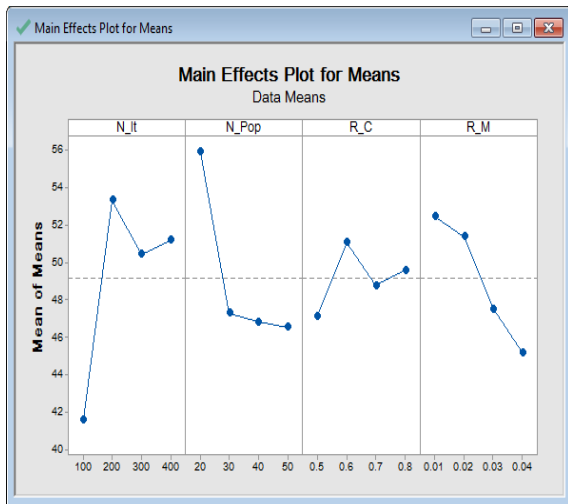 Main Effects Plot for Means
Main Effects Plot for Means
Data Means
N_It N_Pop R_C R_M
Mean of Means
56
54
52
50
48
46
44
42
40
100 200 300 400 20 30 40 50 0.5 0.6 0.7 0.8 0.01 0.02 0.03 0.04